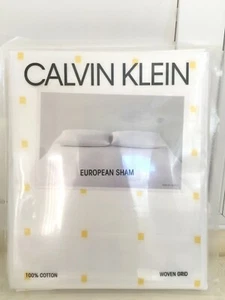 CALVIN KLEIN
EUROPEAN SHAM
100% COTTON
WOVEN GRID